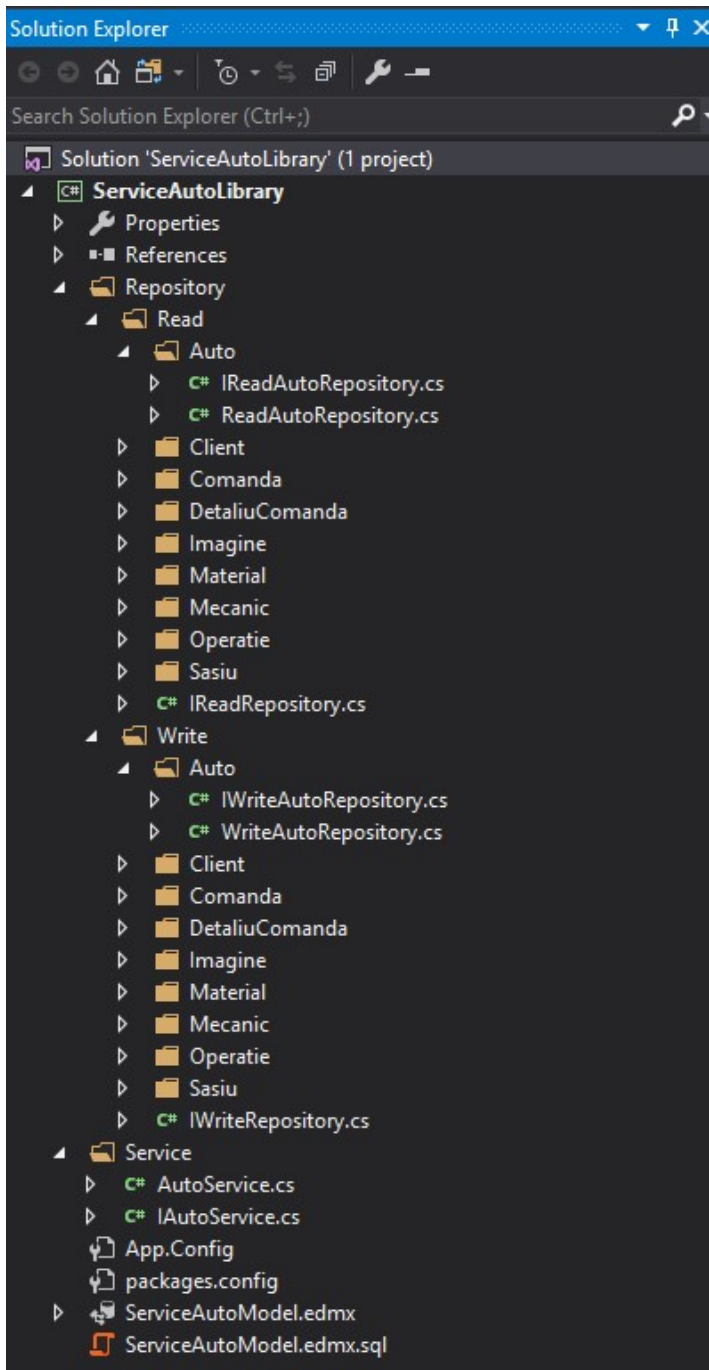 Solution Explorer
Search Solution Explorer (Ctrl+;)
Solution 'ServiceAutoLibrary' (1 project)
C# ServiceAutoLibrary
Properties
References
Repository
Read
Auto
C# IReadAutoRepository.cs
C# ReadAutoRepository.cs
Client
Comanda
DetaliuComanda
Imagine
Material
Mecanic
Operatie
Sasiu
C# IReadRepository.cs
Write
Auto
C# IWriteAutoRepository.cs
C# WriteAutoRepository.cs
Client
Comanda
DetaliuComanda
Imagine
Material
Mecanic
Operatie
Sasiu
C# IWriteRepository.cs
Service
C# AutoService.cs
C# IAutoService.cs
App.Config
packages.config
ServiceAutoModel.edmx
ServiceAutoModel.edmx.sql